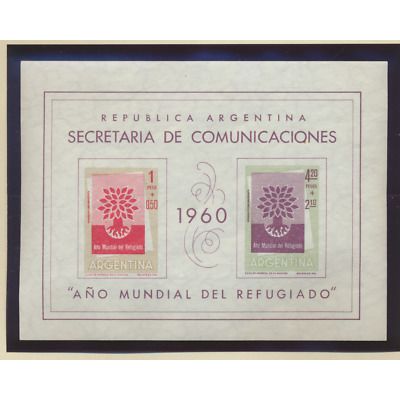 REPUBLICA ARGENTINA
SECRETARIA DE COMUNICACIONES
1
PESO
+
0.50
Año Mundial del Refugiado
ARGENTINA
1960
4.20
PESOS
+
2.10
Año Mundial del Refugiado
ARGENTINA
"AÑO MUNDIAL DEL REFUGIADO"